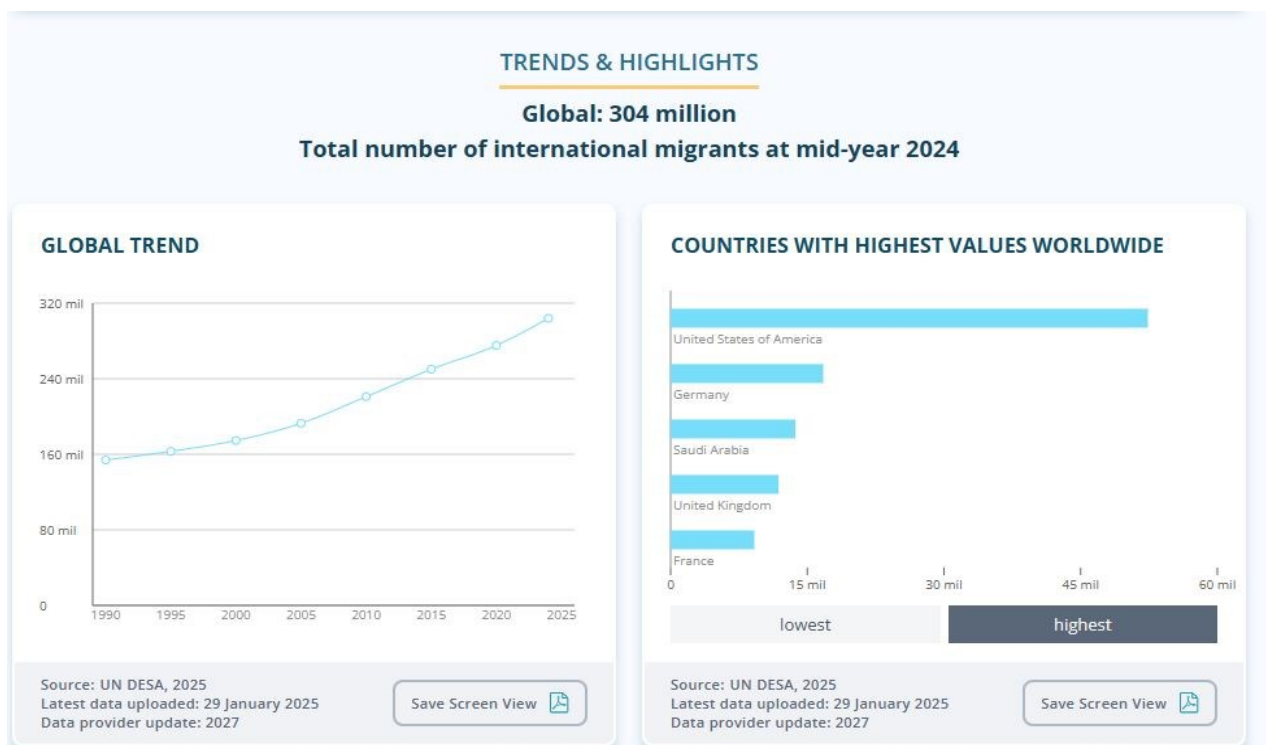 TRENDS & HIGHLIGHTS
Global: 304 million
Total number of international migrants at mid-year 2024
GLOBAL TREND
320 mil
240 mil
160 mil
80 mil
0
1990 1995 2000 2005 2010 2015 2020 2025
Source: UN DESA, 2025
Latest data uploaded: 29 January 2025
Data provider update: 2027
Save Screen View
COUNTRIES WITH HIGHEST VALUES WORLDWIDE
United States of America
Germany
Saudi Arabia
United Kingdom
France
0 15 mil 30 mil 45 mil 60 mil
lowest highest
Source: UN DESA, 2025
Latest data uploaded: 29 January 2025
Data provider update: 2027
Save Screen View